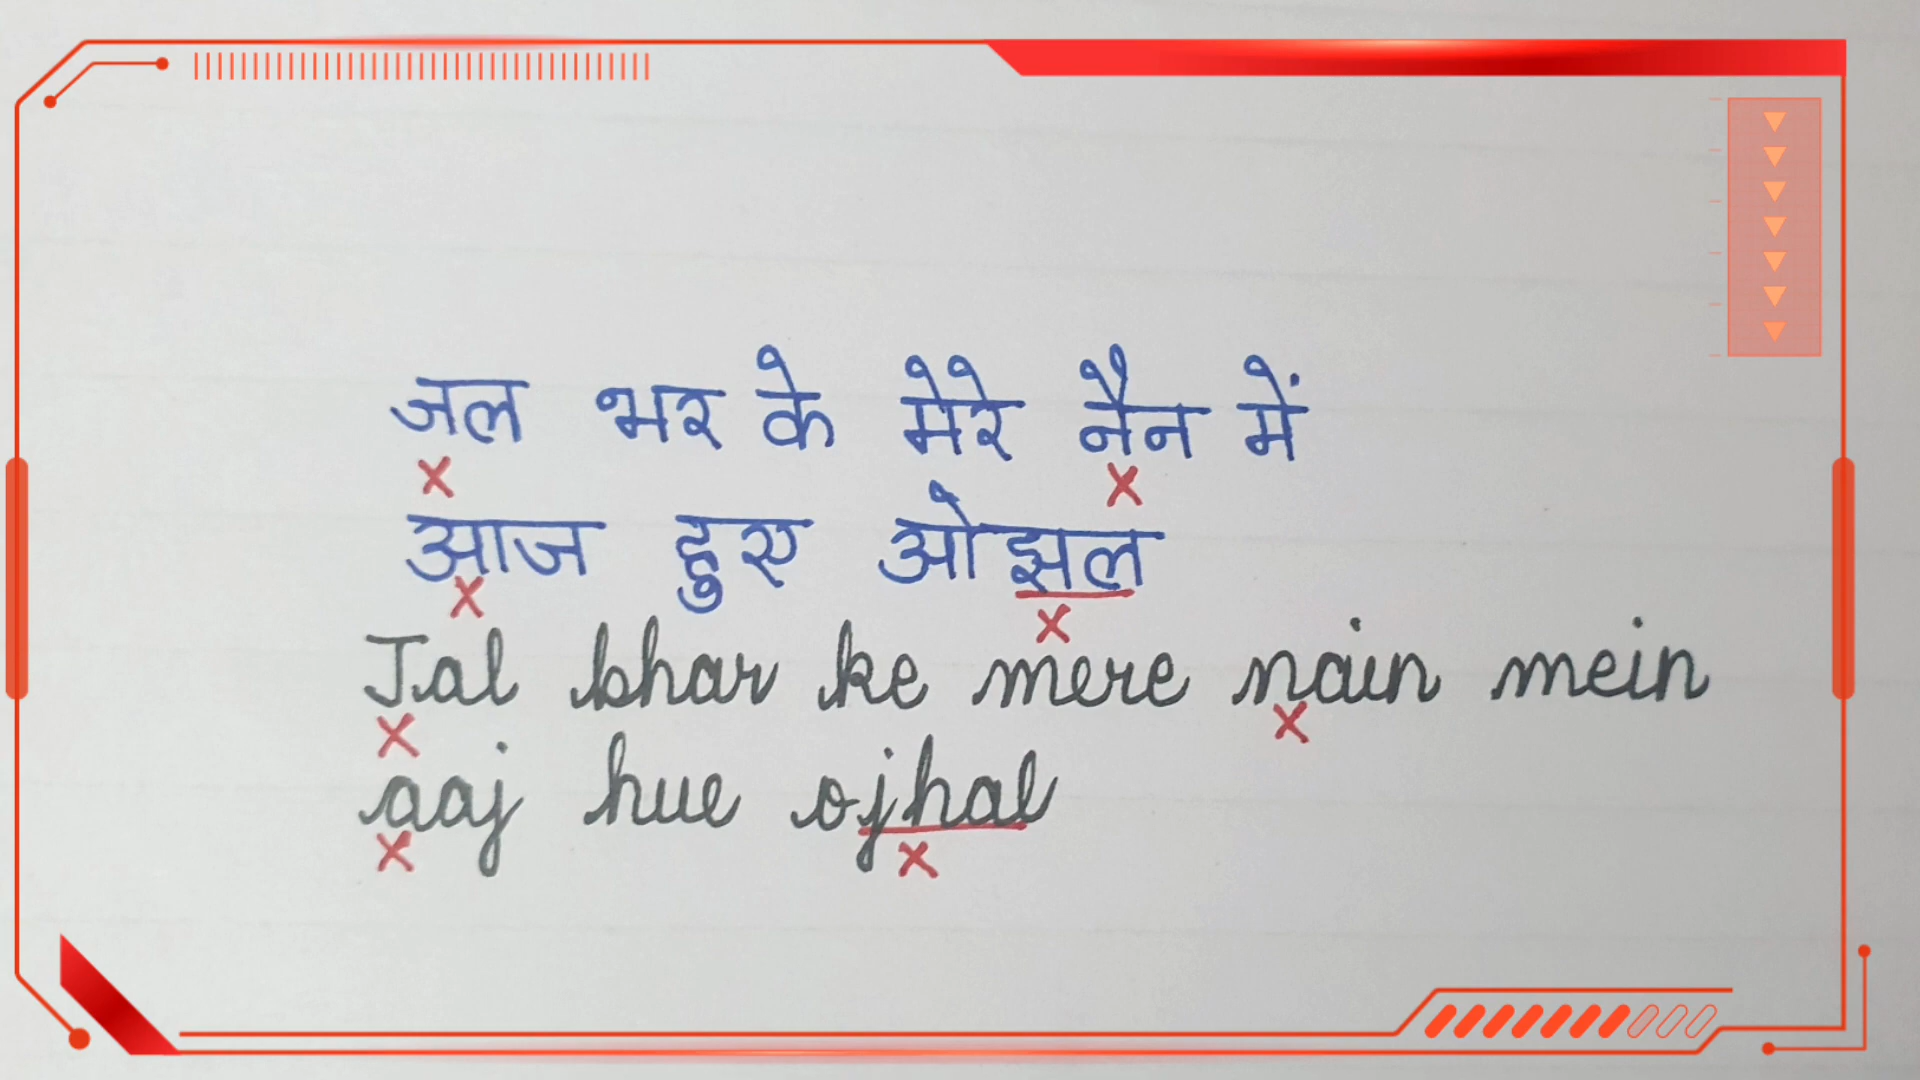 जल भर के मेरे नैन में
x x
आज हुए ओझल
x x
Jal bhar ke mere nain mein
x x
aaj hue ojhal
x x